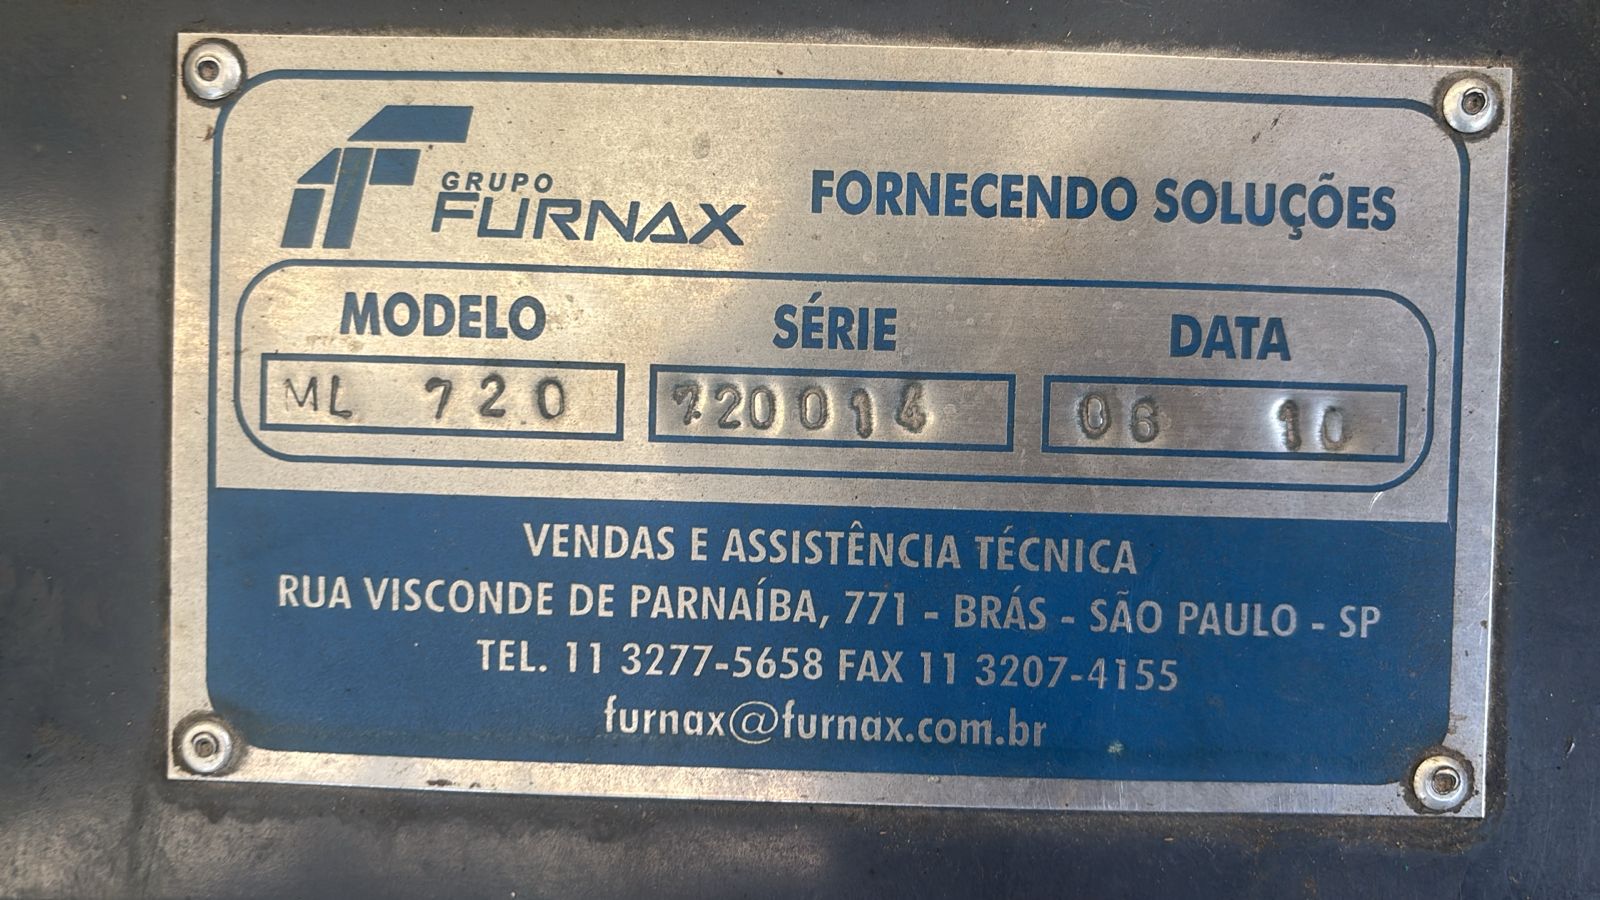 GRUPO
FURNAX
FORNECENDO SOLUÇÕES
MODELO SÉRIE DATA
ML 720 720014 06 10
VENDAS E ASSISTÊNCIA TÉCNICA
RUA VISCONDE DE PARNAÍBA, 771 - BRÁS - SÃO PAULO - SP
TEL. 11 3277-5658 FAX 11 3207-4155
furnax@furnax.com.br